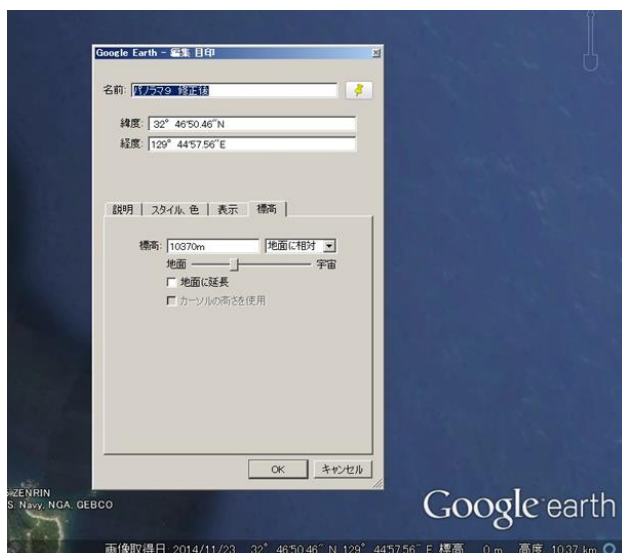 Google Earth - 編集 目印
名前: パノラマ9 修正後
緯度: 32° 46'50.46"N
経度: 129° 44'57.56"E
説明 スタイル、色 表示 標高
標高: 10370m 地面に相対
地面 宇宙
地面に延長
カーソルの高さを使用
OK キャンセル
ZENRIN
S. Navy, NGA, GEBCO
Google earth
画像取得日: 2014/11/23 32° 46'50.46" N 129° 44'57.56" E 標高 0 m 高度 10.37 km